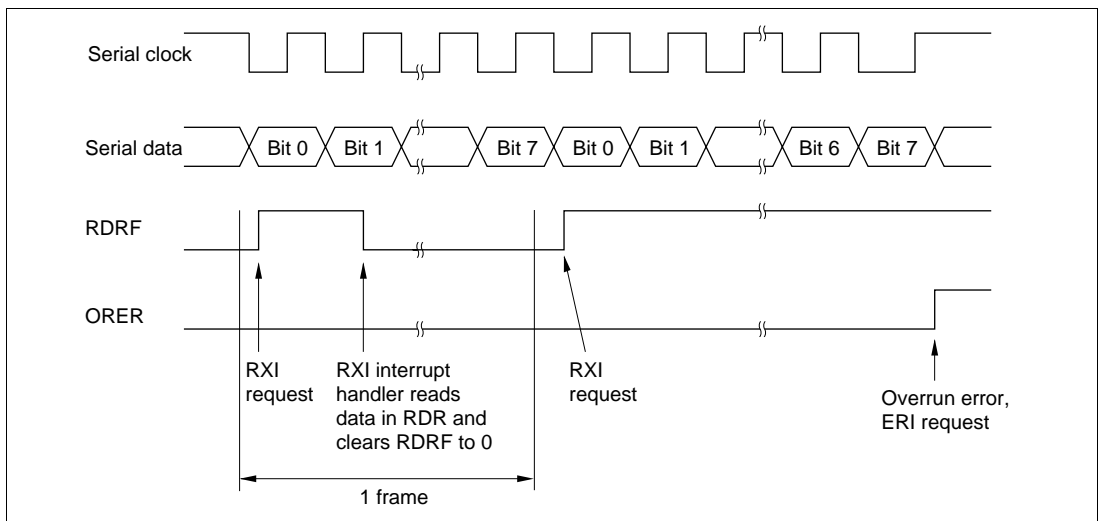 Serial clock
Serial data
Bit 0
Bit 1
Bit 7
Bit 0
Bit 1
Bit 6
Bit 7
RDRF
ORER
RXI
request
RXI interrupt
handler reads
data in RDR and
clears RDRF to 0
RXI
request
Overrun error,
ERI request
1 frame